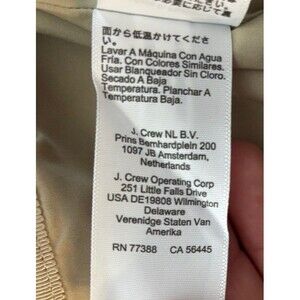 面から低温かけてくださ
い。
Lavar A Máquina Con Agua
Fría. Con Colores Similares.
Usar Blanqueador Sin Cloro.
Secado A Baja
Temperatura. Planchar A
Temperatura Baja.
J. Crew NL B.V.
Prins Bernhardplein 200
1097 JB Amsterdam,
Netherlands
J. Crew Operating Corp
251 Little Falls Drive
USA DE19808 Wilmington
Delaware
Verenidge Staten Van
Amerika
RN 77388 CA 56445